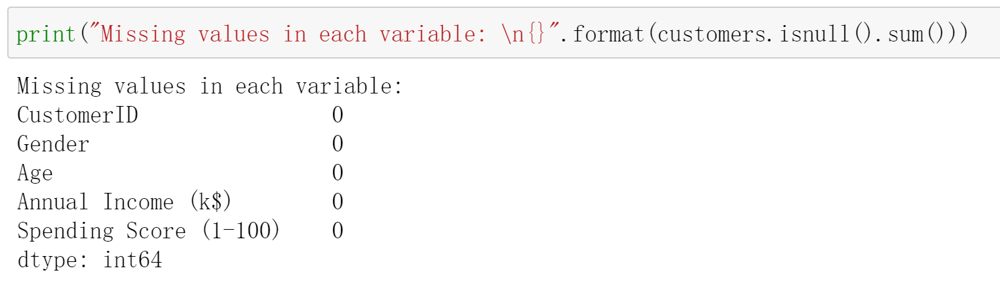 print("Missing values in each variable: \n{}".format(customers.isnull().sum()))
Missing values in each variable:
CustomerID                0
Gender                    0
Age                       0
Annual Income (k$)        0
Spending Score (1-100)    0
dtype: int64